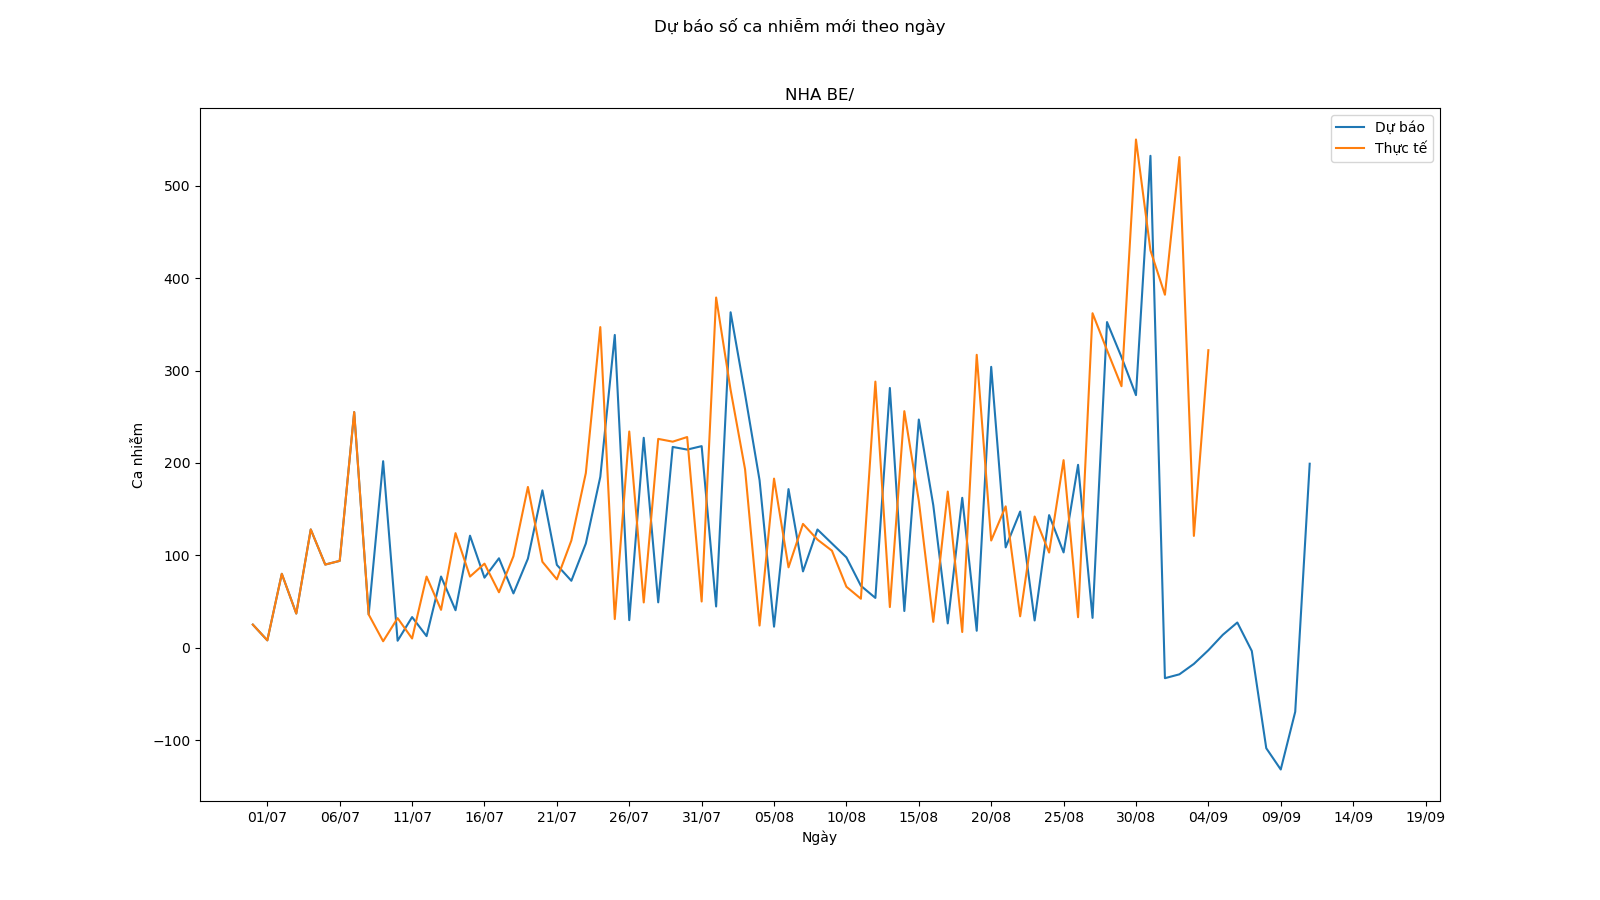 Dự báo số ca nhiễm mới theo ngày
NHA BE/
Dự báo
Thực tế
500
400
300
200
100
0
−100
Ca nhiễm
01/07 06/07 11/07 16/07 21/07 26/07 31/07 05/08 10/08 15/08 20/08 25/08 30/08 04/09 09/09 14/09 19/09
Ngày